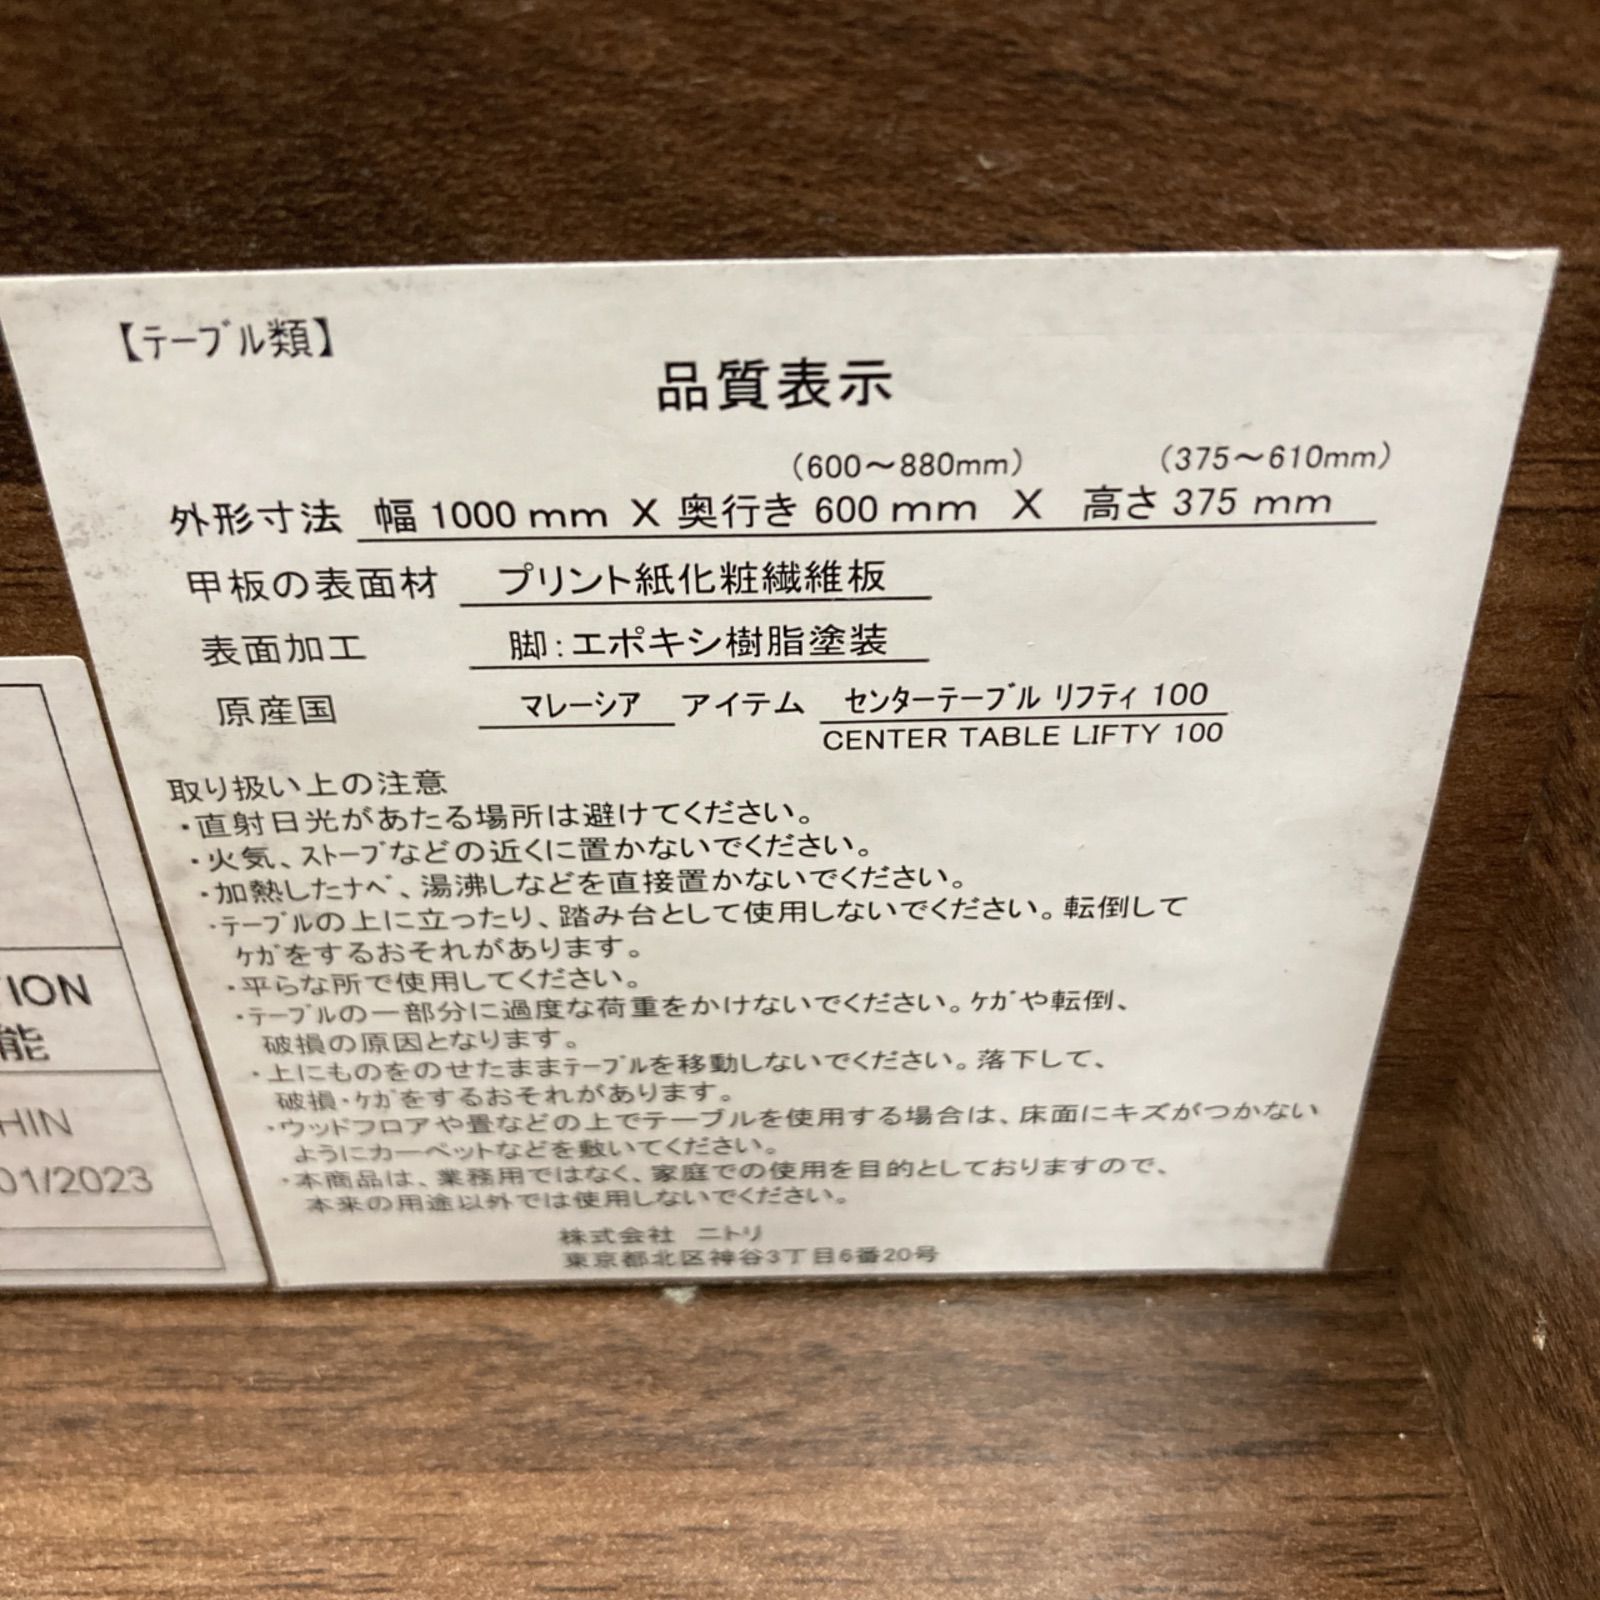 【テーブル類】
品質表示
(600～880mm) (375～610mm)
外形寸法 幅 1000 mm X 奥行き 600 mm X 高さ 375 mm
甲板の表面材 プリント紙化粧繊維板
表面加工 脚:エポキシ樹脂塗装
原産国 マレーシア アイテム センターテーブル リフティ 100
CENTER TABLE LIFTY 100
取り扱い上の注意
・直射日光があたる場所は避けてください。
・火気、ストーブなどの近くに置かないでください。
・加熱したナベ、湯沸しなどを直接置かないでください。
・テーブルの上に立ったり、踏み台として使用しないでください。転倒して
ケガをするおそれがあります。
・平らな所で使用してください。
・テーブルの一部分に過度な荷重をかけないでください。ケガや転倒、
破損の原因となります。
・上にものをのせたままテーブルを移動しないでください。落下して、
破損・ケガをするおそれがあります。
・ウッドフロアや畳などの上でテーブルを使用する場合は、床面にキズがつかない
ようにカーペットなどを敷いてください。
・本商品は、業務用ではなく、家庭での使用を目的としておりますので、
本来の用途以外では使用しないでください。
株式会社 ニトリ
東京都北区神谷3丁目6番20号
TION
能
HIN
01/2023